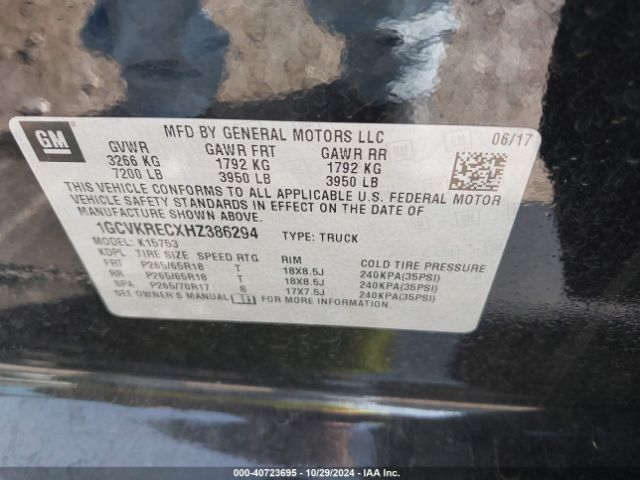 GM
MFD BY GENERAL MOTORS LLC
06/17
GVWR GAWR FRT GAWR RR
3266 KG 1792 KG 1792 KG
7200 LB 3950 LB 3950 LB
THIS VEHICLE CONFORMS TO ALL APPLICABLE U.S. FEDERAL MOTOR
VEHICLE SAFETY STANDARDS IN EFFECT ON THE DATE OF
MANUFACTURE SHOWN ABOVE.
1GCVKRECXHZ386294 TYPE: TRUCK
MODEL: K15753
KDPL TIRE SIZE SPEED RTG RIM COLD TIRE PRESSURE
FRT P265/65R18 T 18X8.5J 240KPA(35PSI)
RR P265/65R18 T 18X8.5J 240KPA(35PSI)
SPA P265/70R17 S 17X7.5J 240KPA(35PSI)
SEE OWNER'S MANUAL
000-40723695 - 10/29/2024 - IAA Inc.